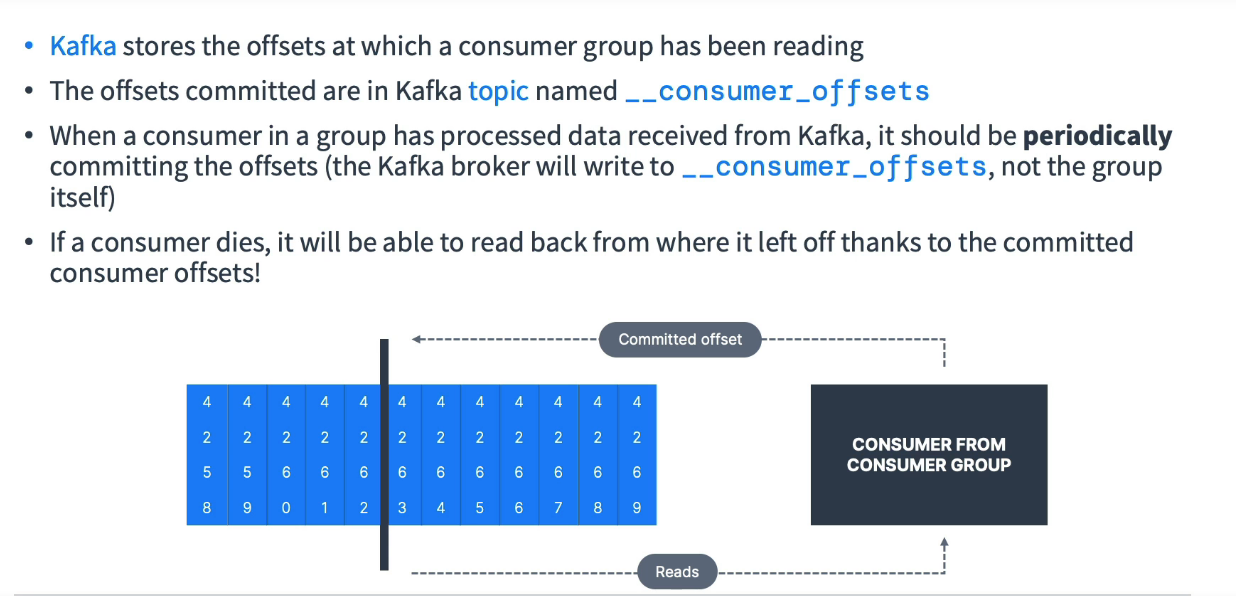 • Kafka stores the offsets at which a consumer group has been reading
• The offsets committed are in Kafka topic named __consumer_offsets
• When a consumer in a group has processed data received from Kafka, it should be periodically
committing the offsets (the Kafka broker will write to __consumer_offsets, not the group
itself)
• If a consumer dies, it will be able to read back from where it left off thanks to the committed
consumer offsets!
Committed offset
4 4 4 4 4 4 4 4 4 4 4 4
2 2 2 2 2 2 2 2 2 2 2 2
5 5 6 6 6 6 6 6 6 6 6 6
8 9 0 1 2 3 4 5 6 7 8 9
CONSUMER FROM
CONSUMER GROUP
Reads